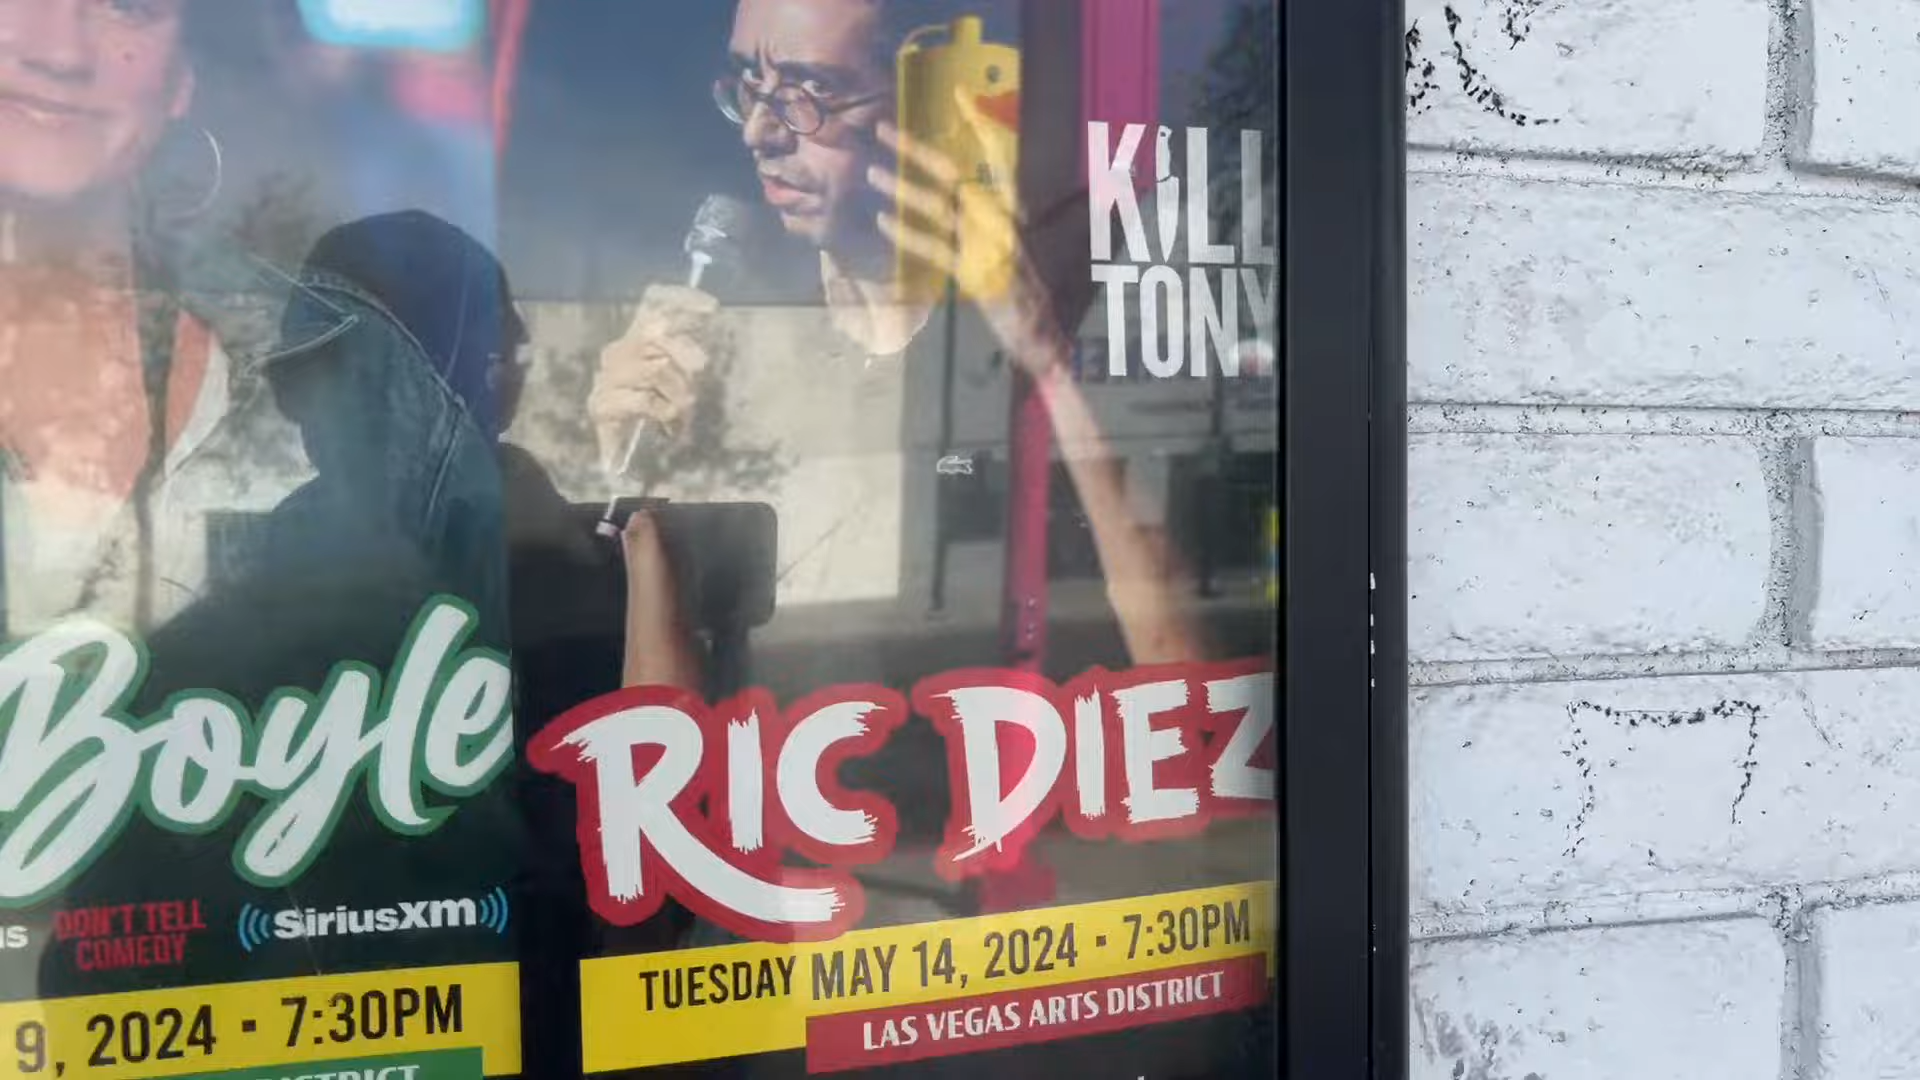 Boyle
DON'T TELL
COMEDY
SiriusXm
9, 2024 · 7:30PM
KILL
TONY
RIC DIEZ
TUESDAY MAY 14, 2024 · 7:30PM
LAS VEGAS ARTS DISTRICT